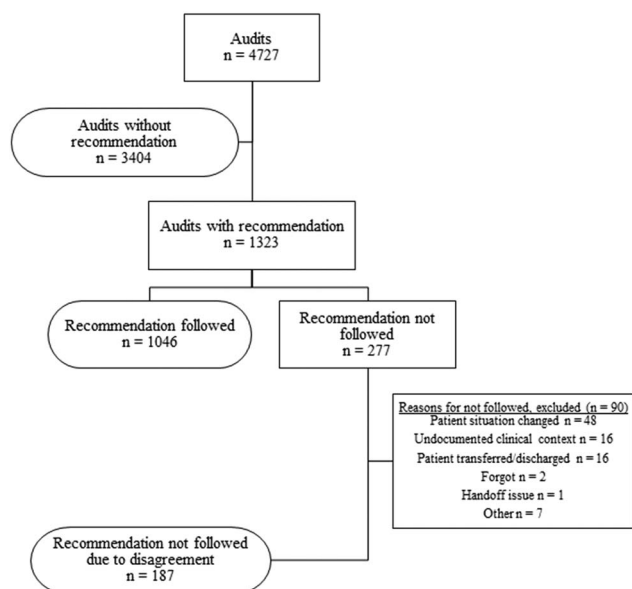 Audits
n = 4727
Audits without
recommendation
n = 3404
Audits with recommendation
n = 1323
Recommendation followed
n = 1046
Recommendation not
followed
n = 277
Reasons for not followed, excluded (n = 90)
Patient situation changed n = 48
Undocumented clinical context n = 16
Patient transferred/discharged n = 16
Forgot n = 2
Handoff issue n = 1
Other n = 7
Recommendation not followed
due to disagreement
n = 187